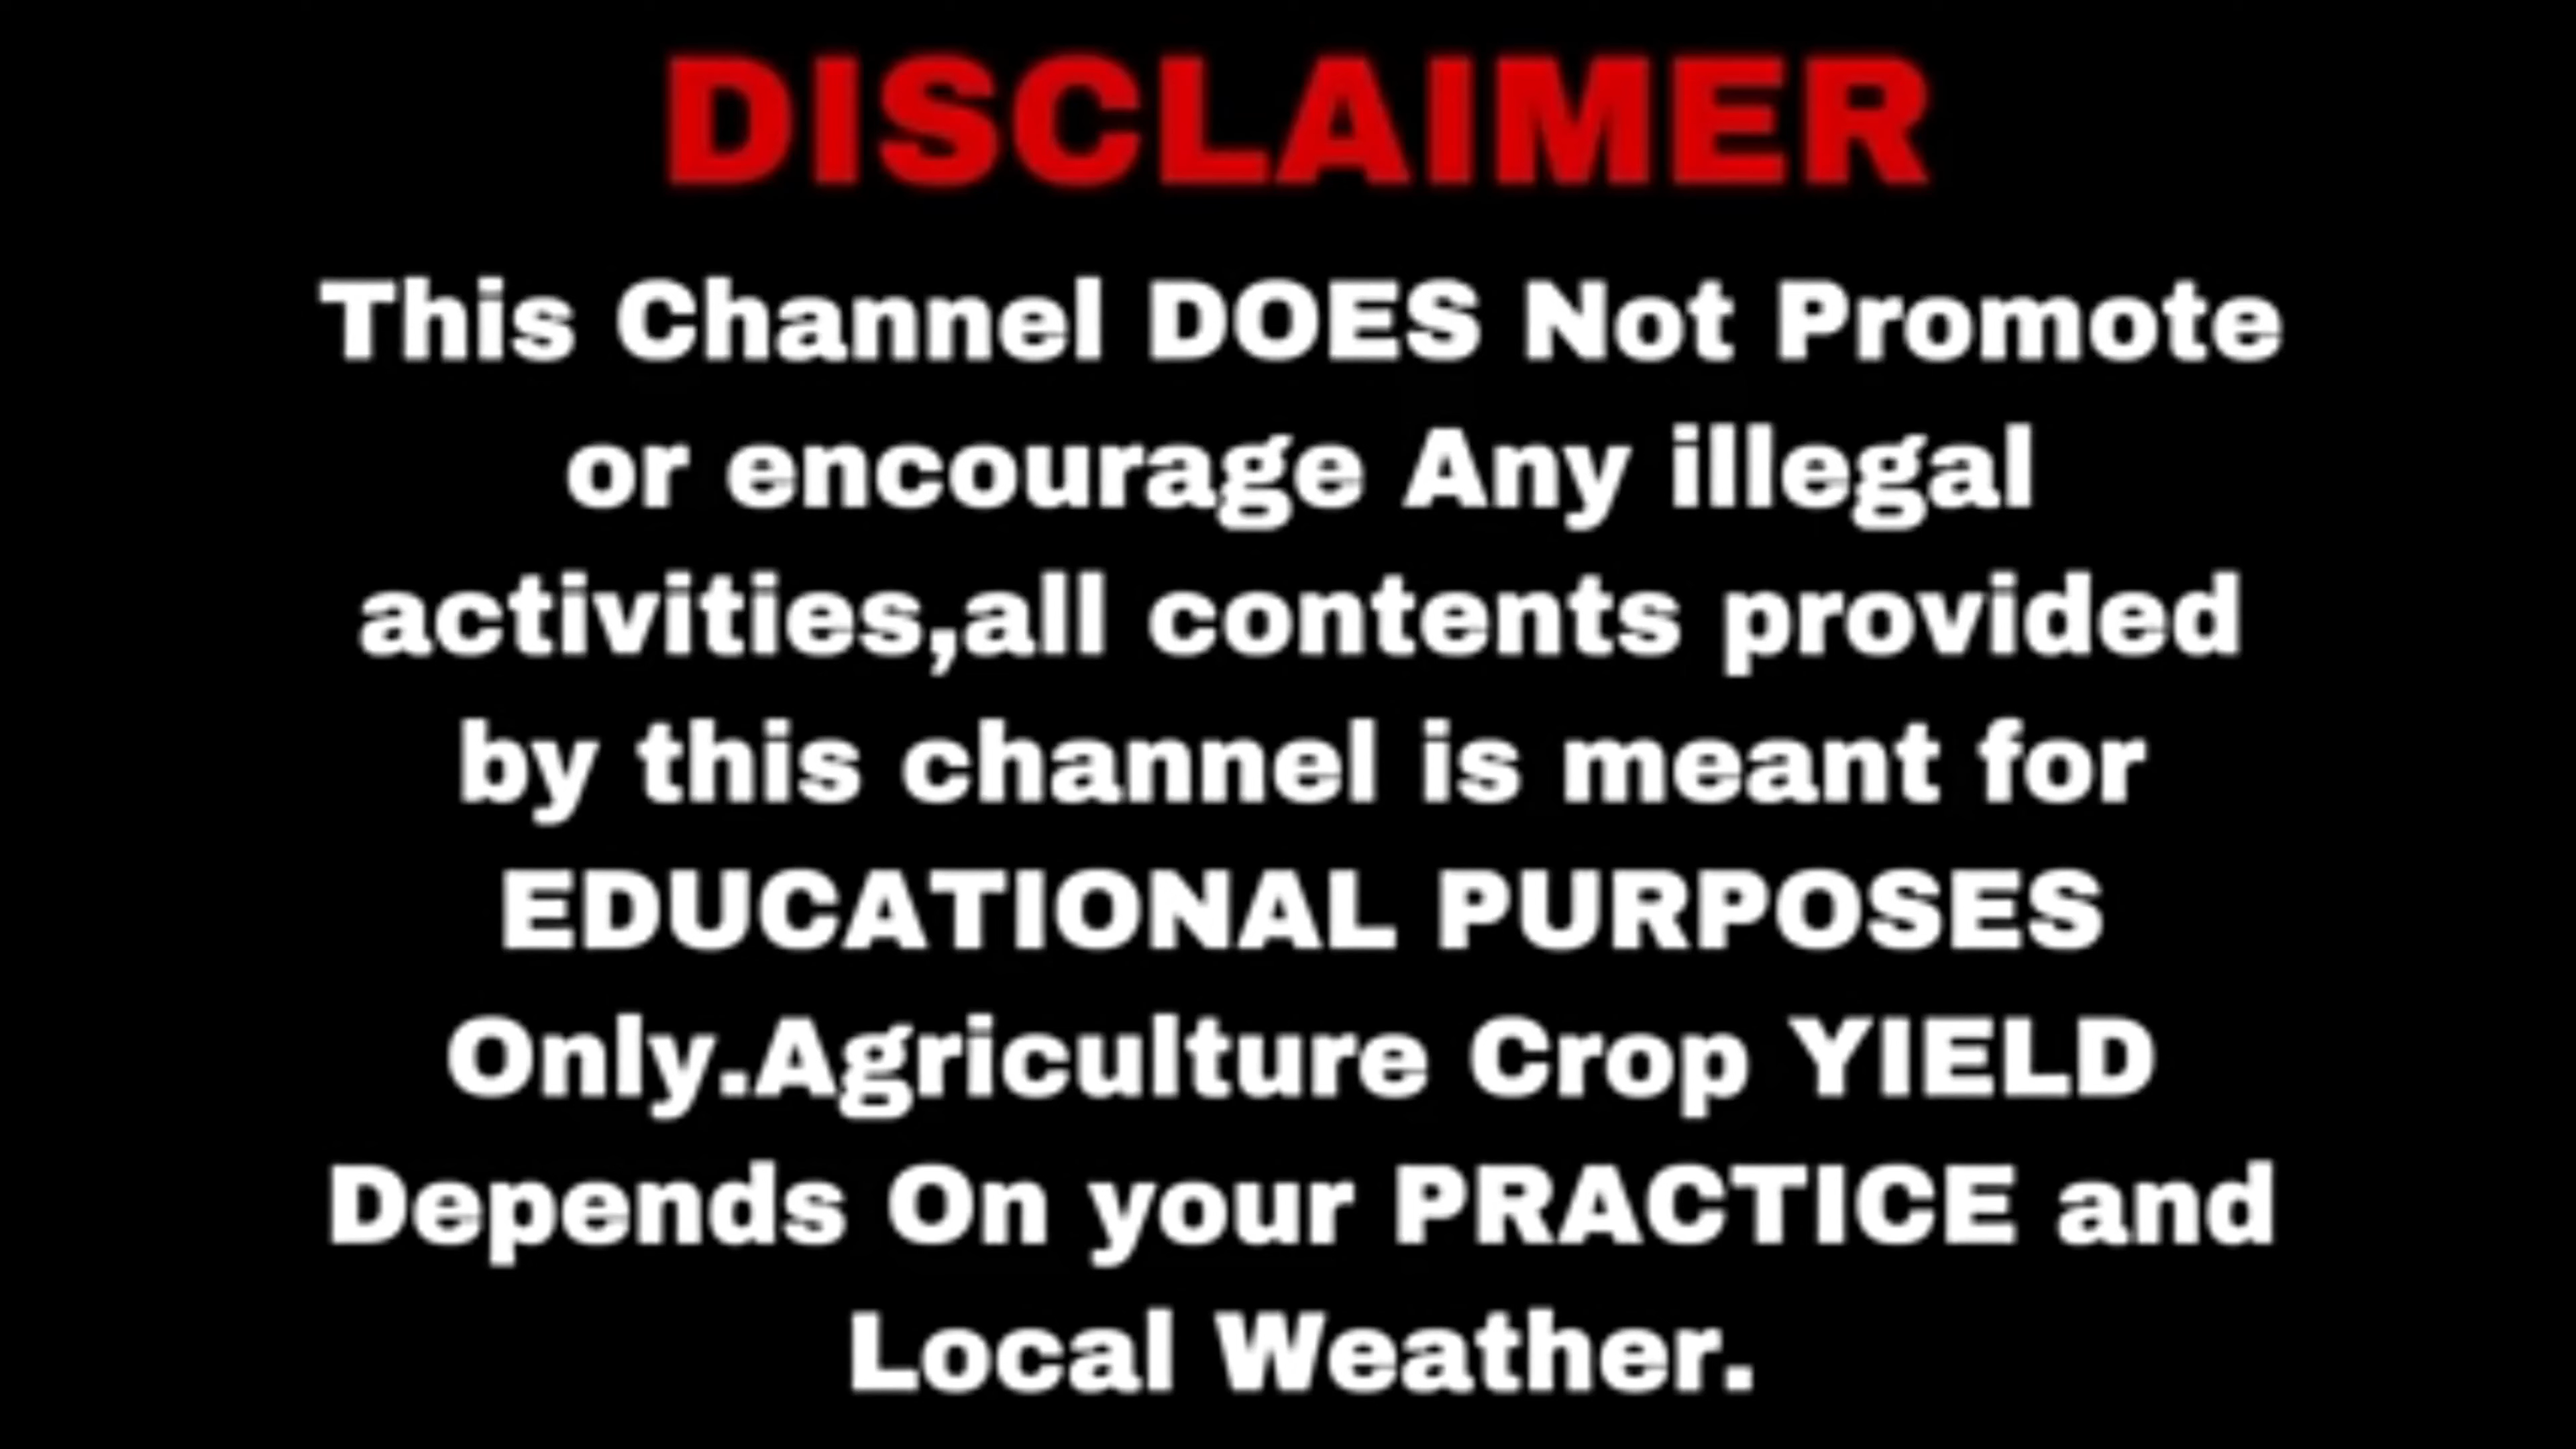 DISCLAIMER
This Channel DOES Not Promote
or encourage Any illegal
activities,all contents provided
by this channel is meant for
EDUCATIONAL PURPOSES
Only.Agriculture Crop YIELD
Depends On your PRACTICE and
Local Weather.